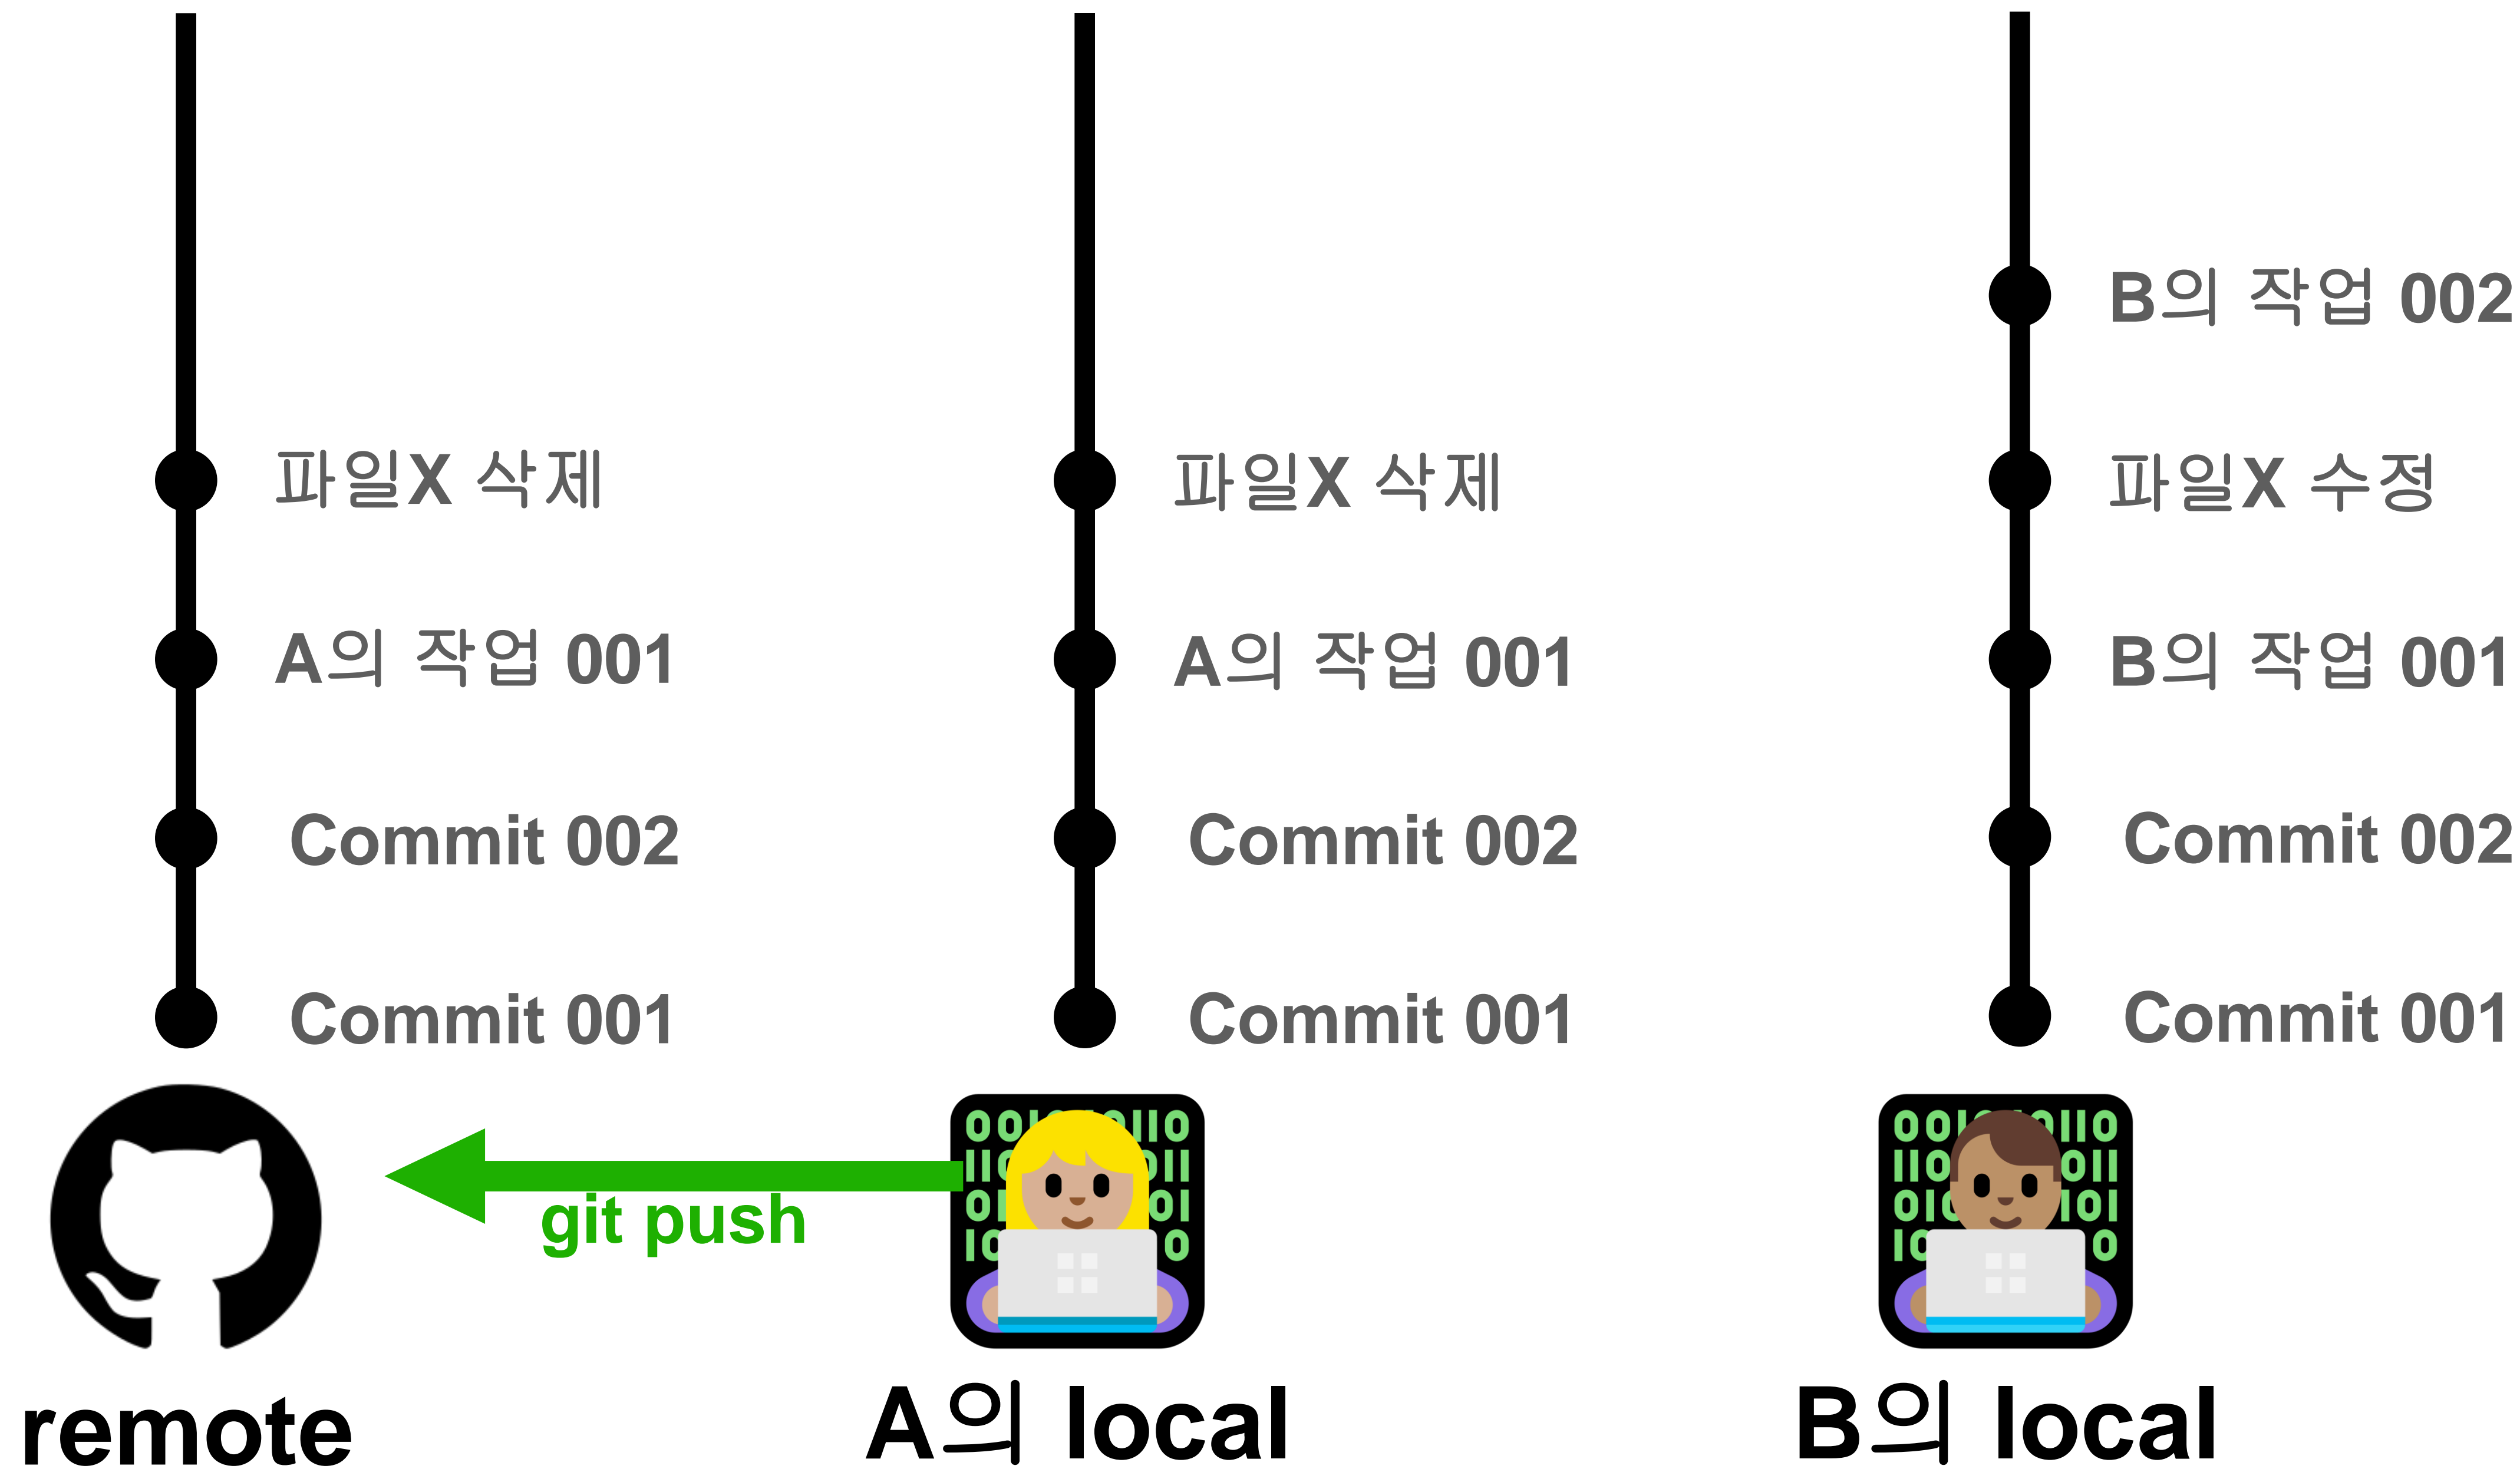 파일X 삭제
A의 작업 001
Commit 002
Commit 001
remote
git push
파일X 삭제
A의 작업 001
Commit 002
Commit 001
A의 local
B의 작업 002
파일X 수정
B의 작업 001
Commit 002
Commit 001
B의 local